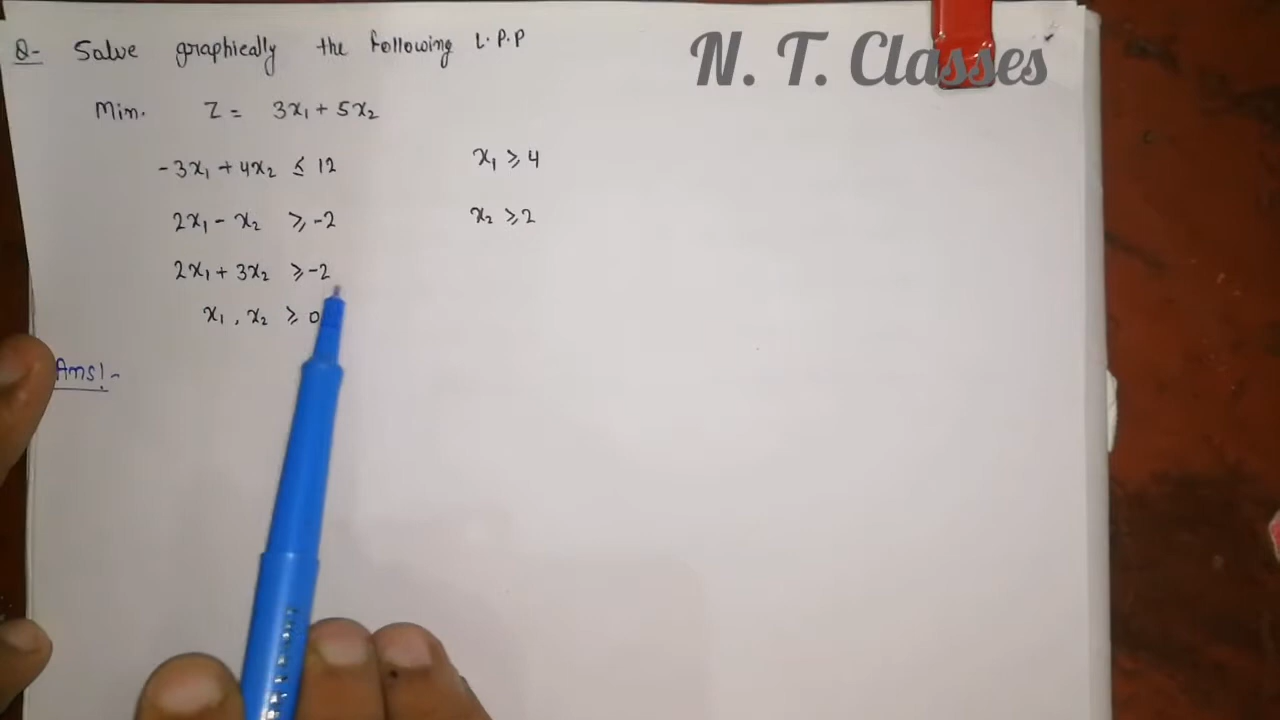 Q- Solve graphically the following L.P.P
N. T. Classes
Min. Z = 3x₁ + 5x₂
-3x₁ + 4x₂ ≤ 12
x₁ ≥ 4
2x₁ - x₂ ≥ -2
x₂ ≥ 2
2x₁ + 3x₂ ≥ -2
x₁ , x₂ ≥ 0
Ans!-